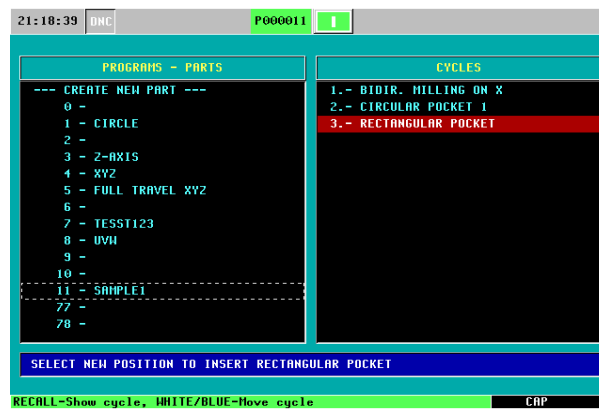 21:18:39 DNC P000011
PROGRAMS - PARTS
--- CREATE NEW PART ---
0 -
1 - CIRCLE
2 -
3 - Z-AXIS
4 - XYZ
5 - FULL TRAVEL XYZ
6 -
7 - TESST123
8 - UVW
9 -
10 -
11 - SAMPLE1
77 -
78 -
CYCLES
1.- BIDIR. MILLING ON X
2.- CIRCULAR POCKET 1
3.- RECTANGULAR POCKET
SELECT NEW POSITION TO INSERT RECTANGULAR POCKET
RECALL-Show cycle, WHITE/BLUE-Move cycle CAP